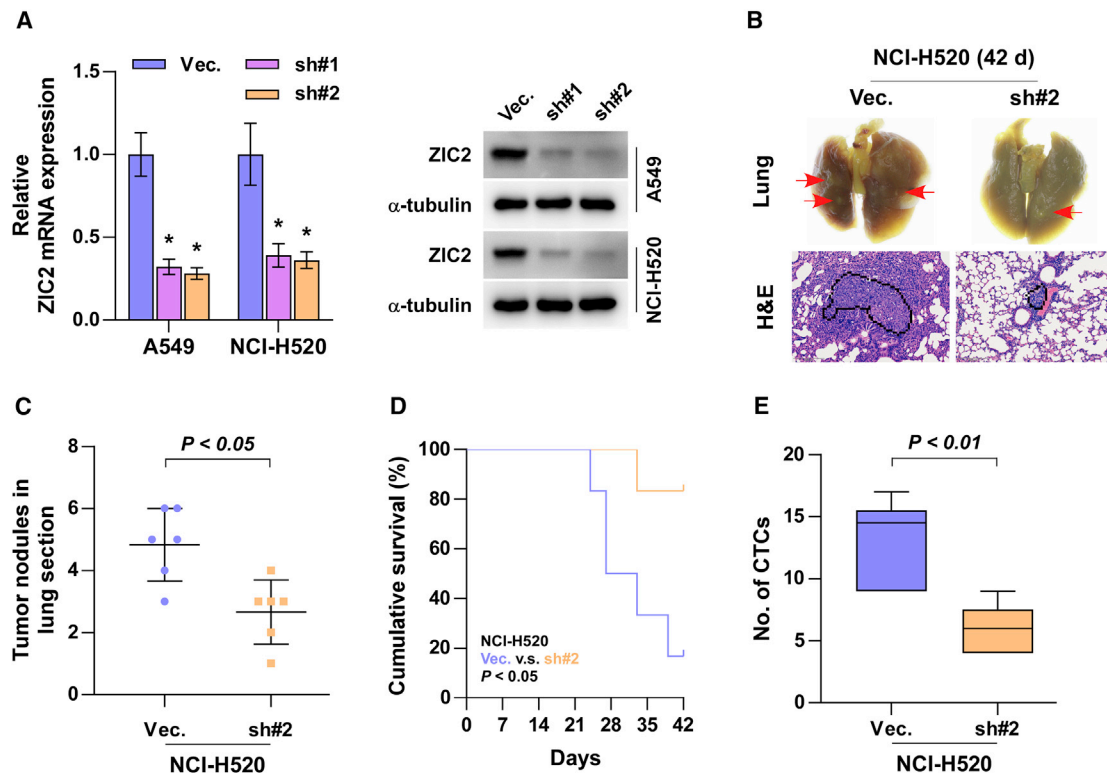 A
Vec.
sh#1
sh#2
Relative
ZIC2 mRNA expression
1.5
1.0
0.5
0.0
*
*
*
*
A549
NCI-H520
Vec.
sh#1
sh#2
ZIC2
α-tubulin
A549
ZIC2
α-tubulin
NCI-H520
B
NCI-H520 (42 d)
Vec.
sh#2
Lung
H&E
C
P < 0.05
Tumor nodules in
lung section
8
6
4
2
0
Vec.
sh#2
NCI-H520
D
Cumulative survival (%)
100
80
60
40
20
NCI-H520
Vec. v.s. sh#2
P < 0.05
0 7 14 21 28 35 42
Days
E
P < 0.01
No. of CTCs
20
15
10
5
0
Vec.
sh#2
NCI-H520